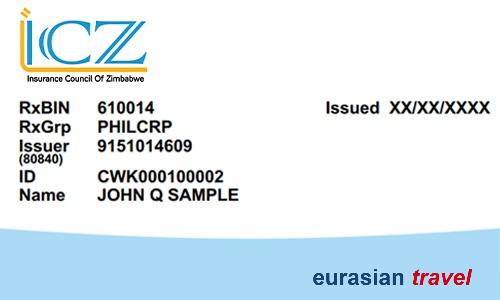 iCZ
Insurance Council Of Zimbabwe
RxBIN 610014 Issued XX/XX/XXXX
RxGrp PHILCRP
Issuer 9151014609
(80840)
ID CWK000100002
Name JOHN Q SAMPLE
eurasian travel